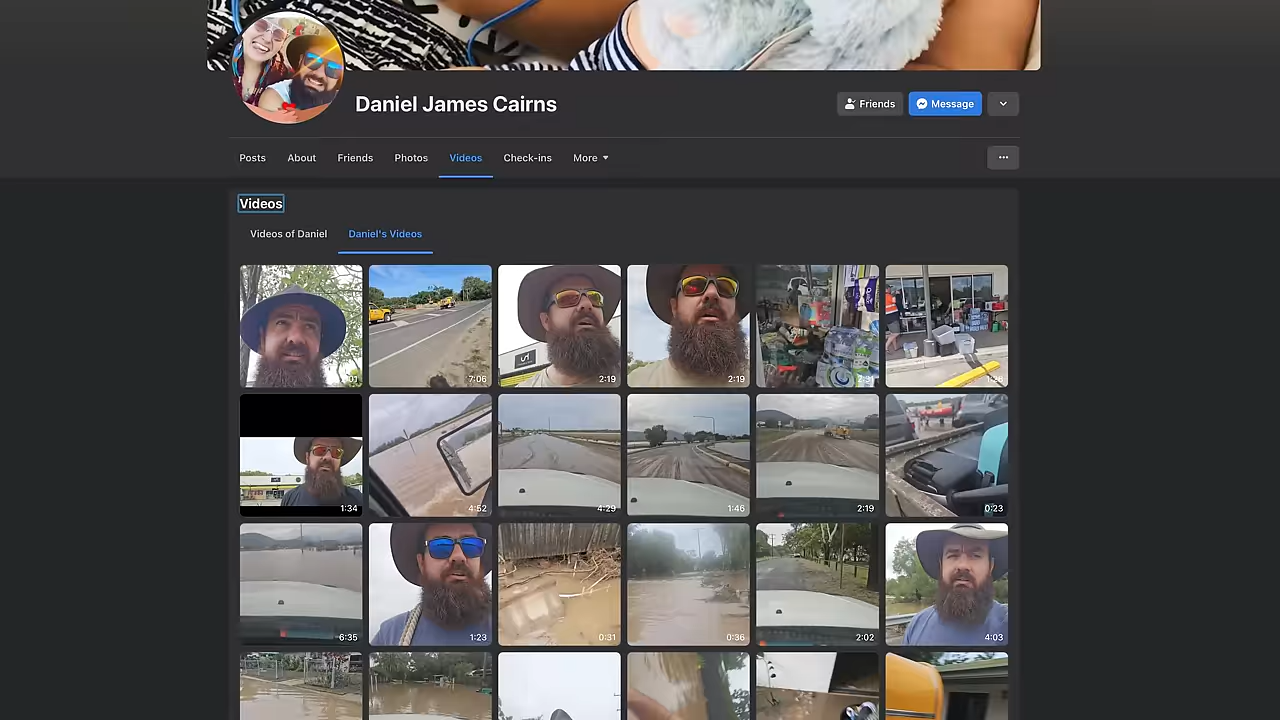 Daniel James Cairns
Friends
Message
Posts
About
Friends
Photos
Videos
Check-ins
More
Videos
Videos of Daniel
Daniel's Videos
7:06
2:19
2:19
1:34
4:52
4:29
1:46
2:19
0:23
6:35
1:23
0:31
0:36
2:02
4:03